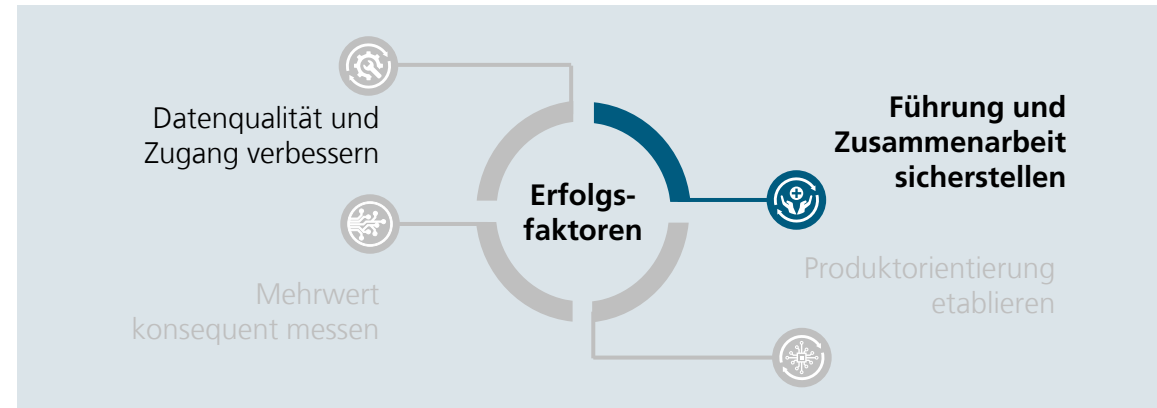 Datenqualität und
Zugang verbessern
Führung und
Zusammenarbeit
sicherstellen
Erfolgs-
faktoren
Mehrwert
konsequent messen
Produktorientierung
etablieren